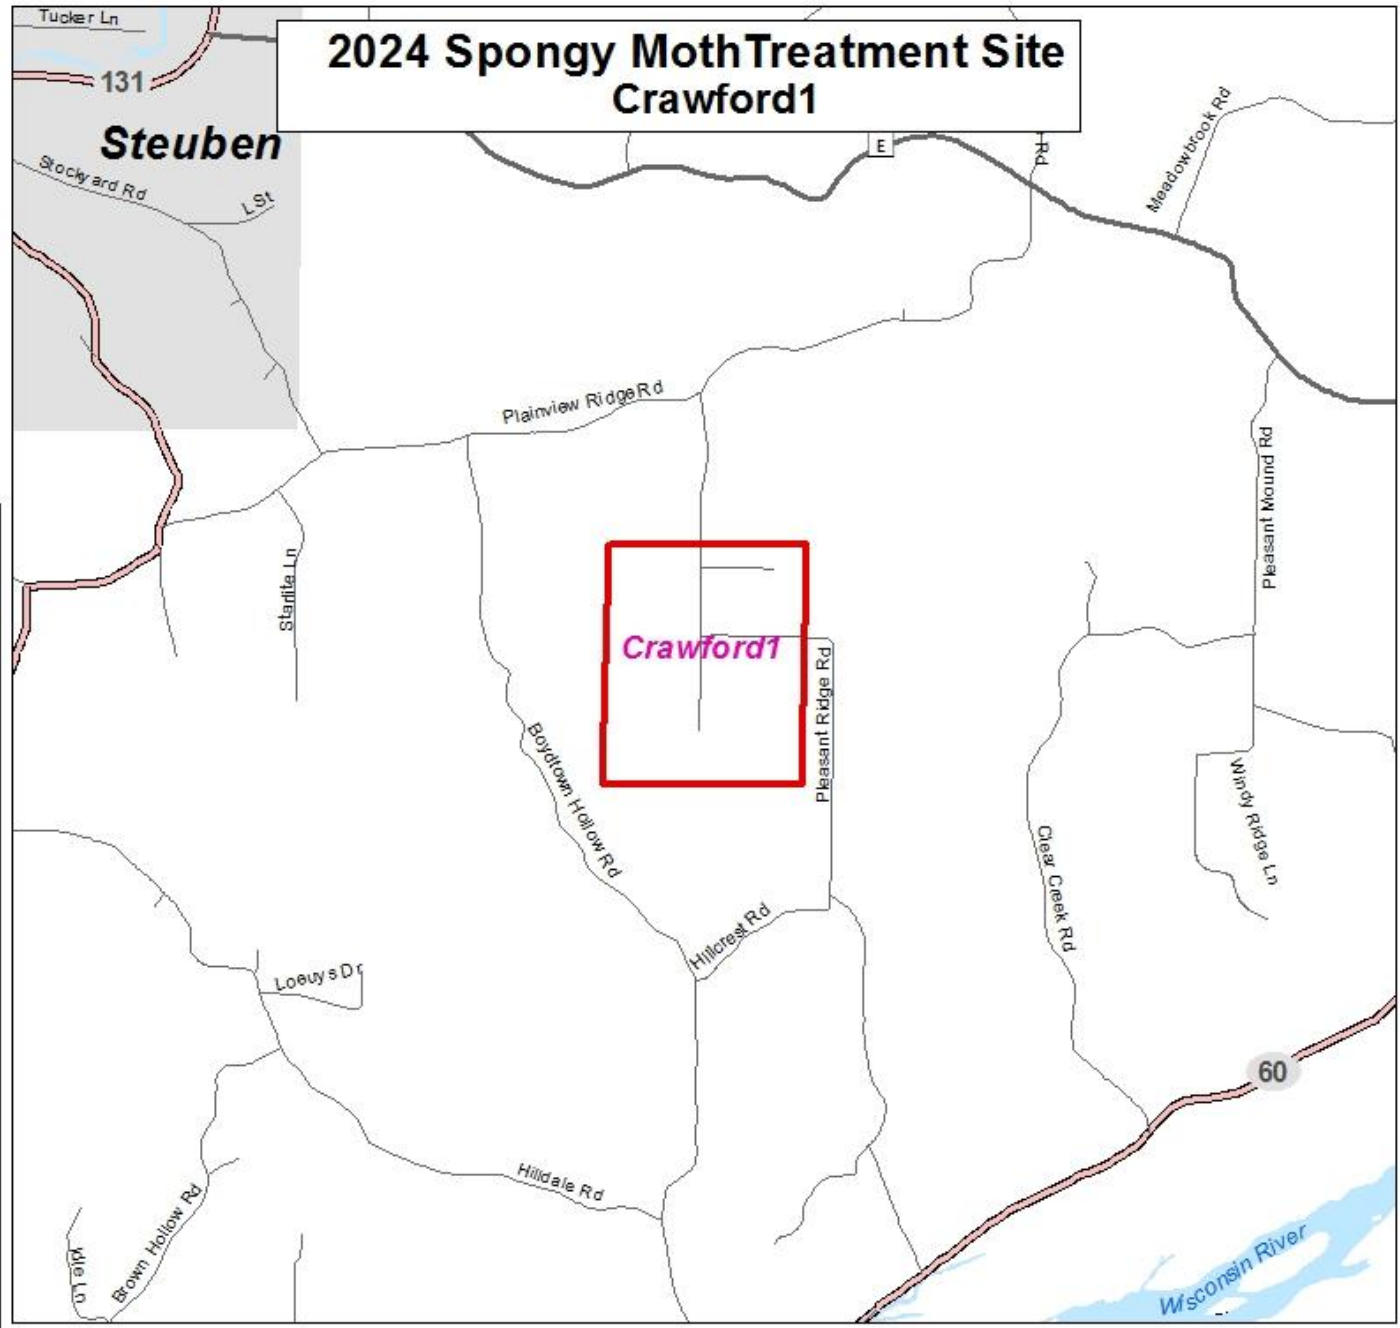 Tucker Ln
2024 Spongy MothTreatment Site
Crawford1
131
Steuben
E
Rd
Meadowbrook Rd
Stockyard Rd
L St
Plainview Ridge Rd
Pleasant Mound Rd
Starlite Ln
Crawford1
Pleasant Ridge Rd
Boydtown Hollow Rd
Windy Ridge Ln
Clear Creek Rd
Hillcrest Rd
Loeuys Dr
60
Hilldale Rd
Brown Hollow Rd
Idle Ln
Wisconsin River